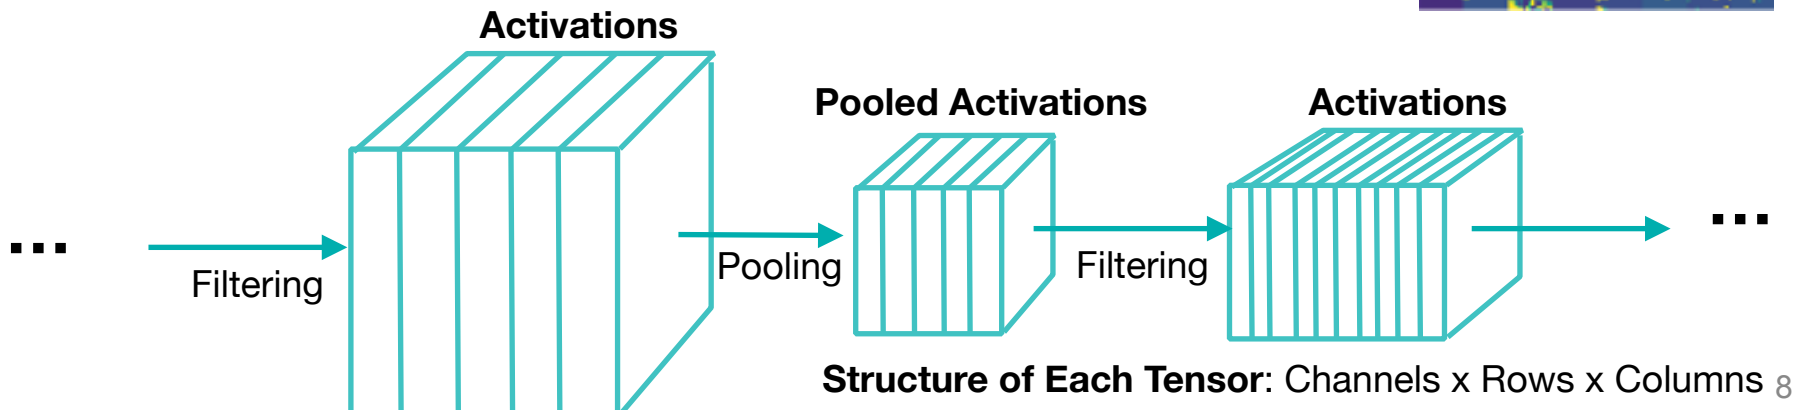 Activations
Pooled Activations
Activations
...
Filtering
Pooling
Filtering
...
Structure of Each Tensor: Channels x Rows x Columns
8